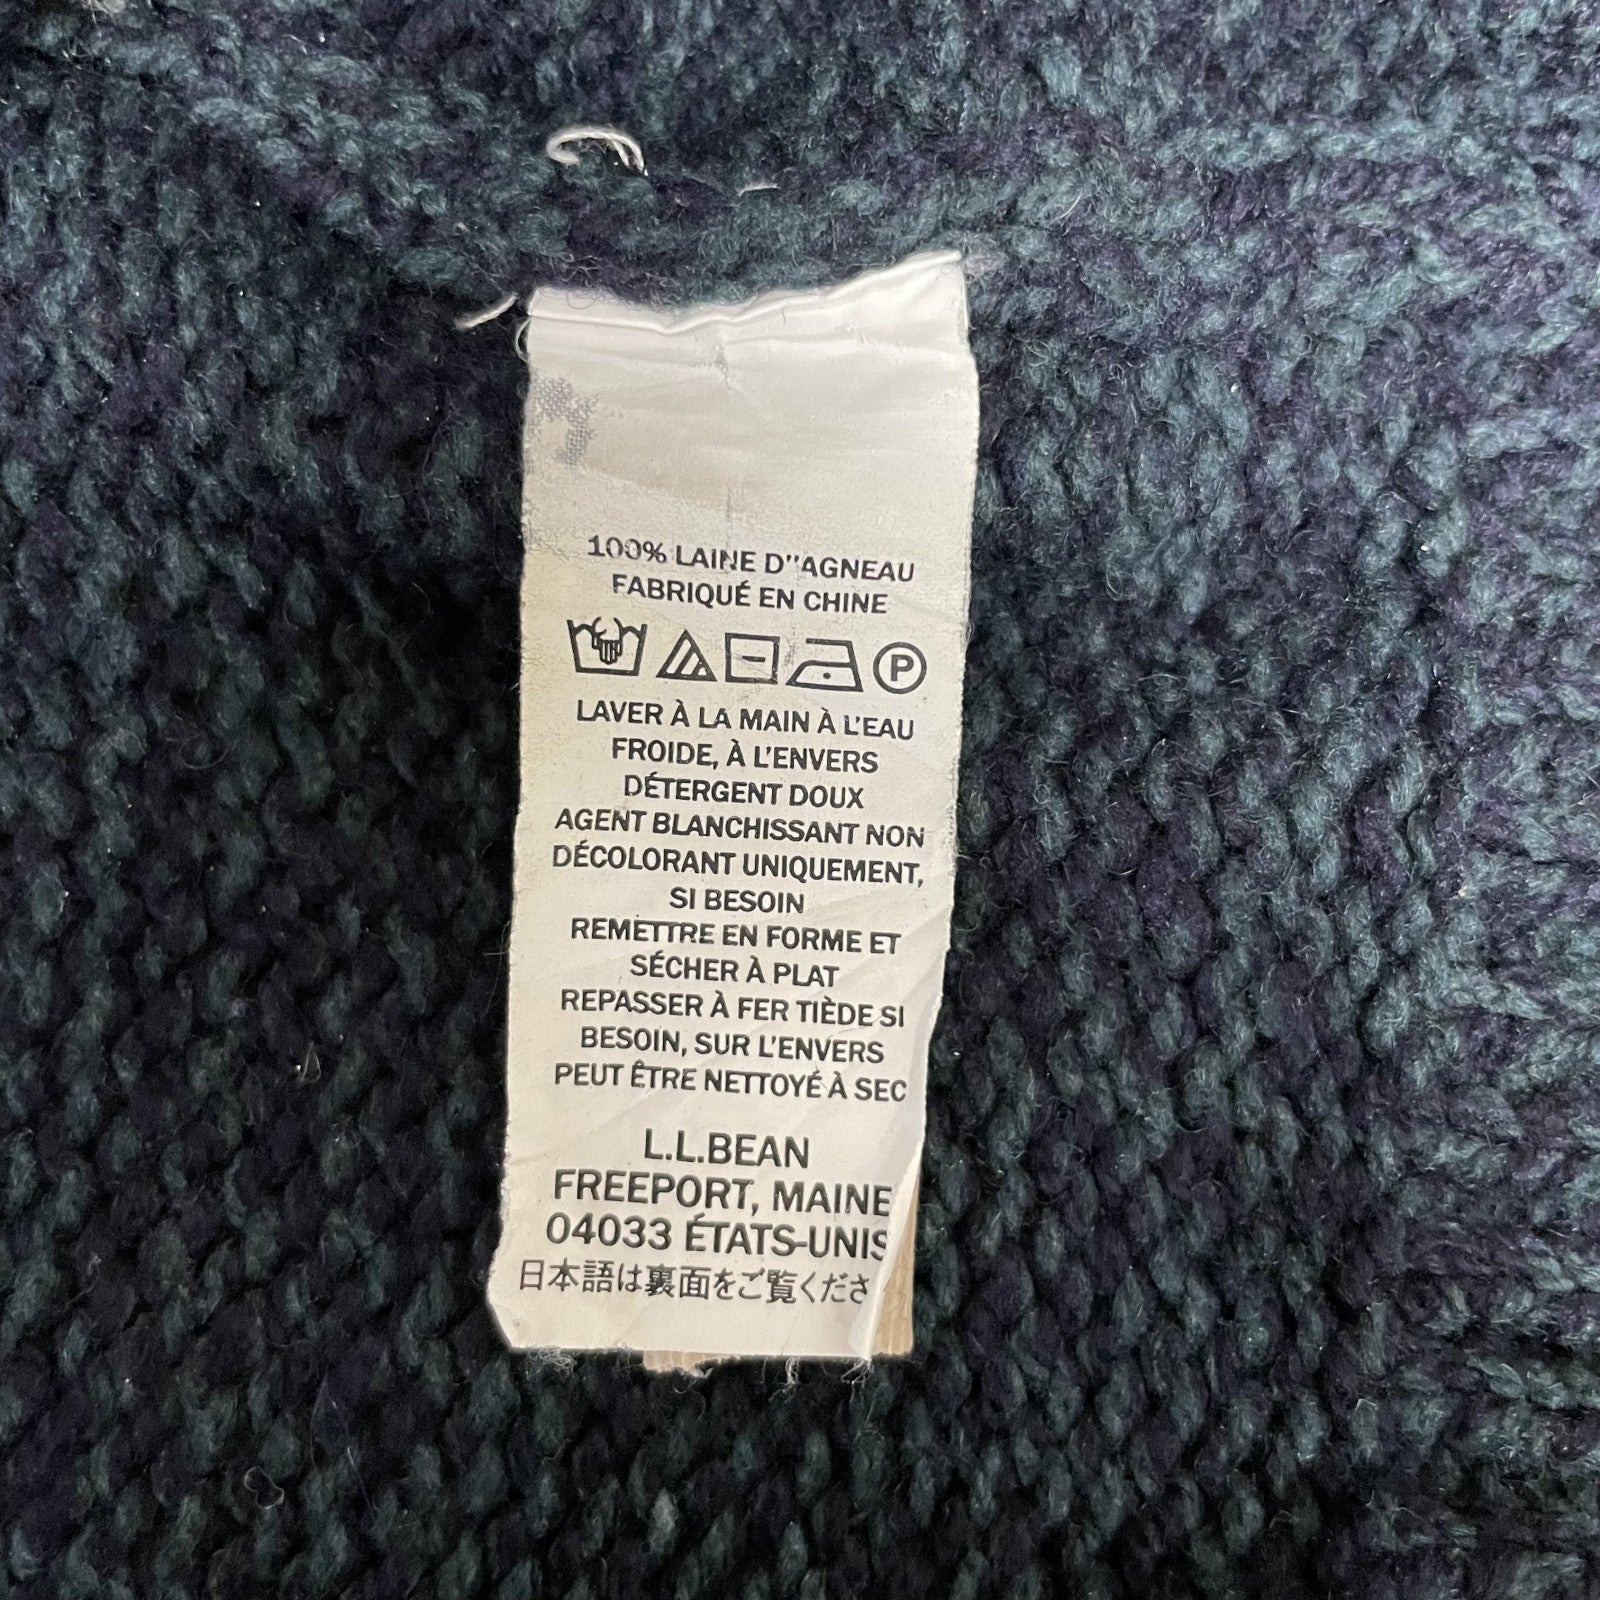 100% LAINE D''AGNEAU
FABRIQUÉ EN CHINE
P
LAVER À LA MAIN À L'EAU
FROIDE, À L'ENVERS
DÉTERGENT DOUX
AGENT BLANCHISSANT NON
DÉCOLORANT UNIQUEMENT,
SI BESOIN
REMETTRE EN FORME ET
SÉCHER À PLAT
REPASSER À FER TIÈDE SI
BESOIN, SUR L'ENVERS
PEUT ÊTRE NETTOYÉ À SEC
L.L.BEAN
FREEPORT, MAINE
04033 ÉTATS-UNIS
日本語は裏面をご覧くださ